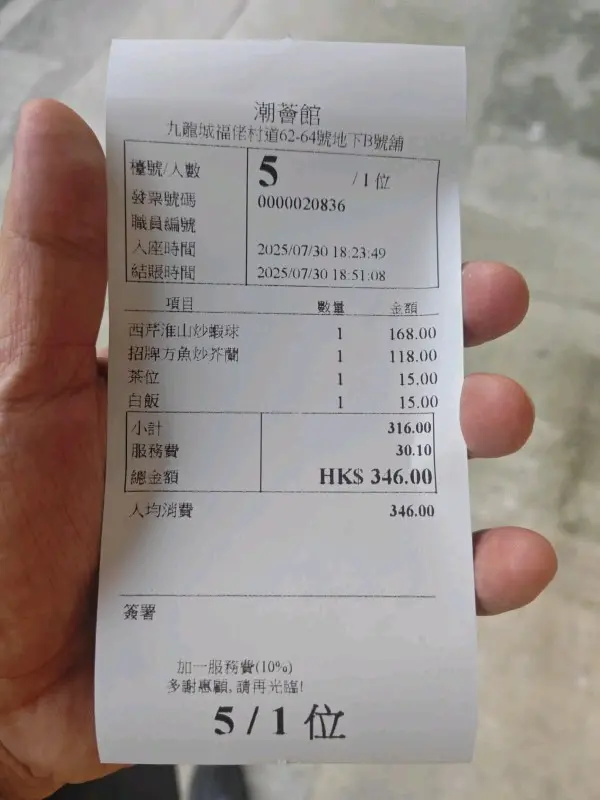 潮薈館
九龍城福佬村道62-64號地下B號舖
檯號/人數 5 /1 位
發票號碼 0000020836
職員編號
入座時間 2025/07/30 18:23:49
結賬時間 2025/07/30 18:51:08
項目 數量 金額
西芹淮山炒蝦球 1 168.00
招牌方魚炒芥蘭 1 118.00
茶位 1 15.00
白飯 1 15.00
小計 316.00
服務費 30.10
總金額 HK$ 346.00
人均消費 346.00
簽署
加一服務費(10%)
多謝惠顧,請再光臨!
5 / 1 位